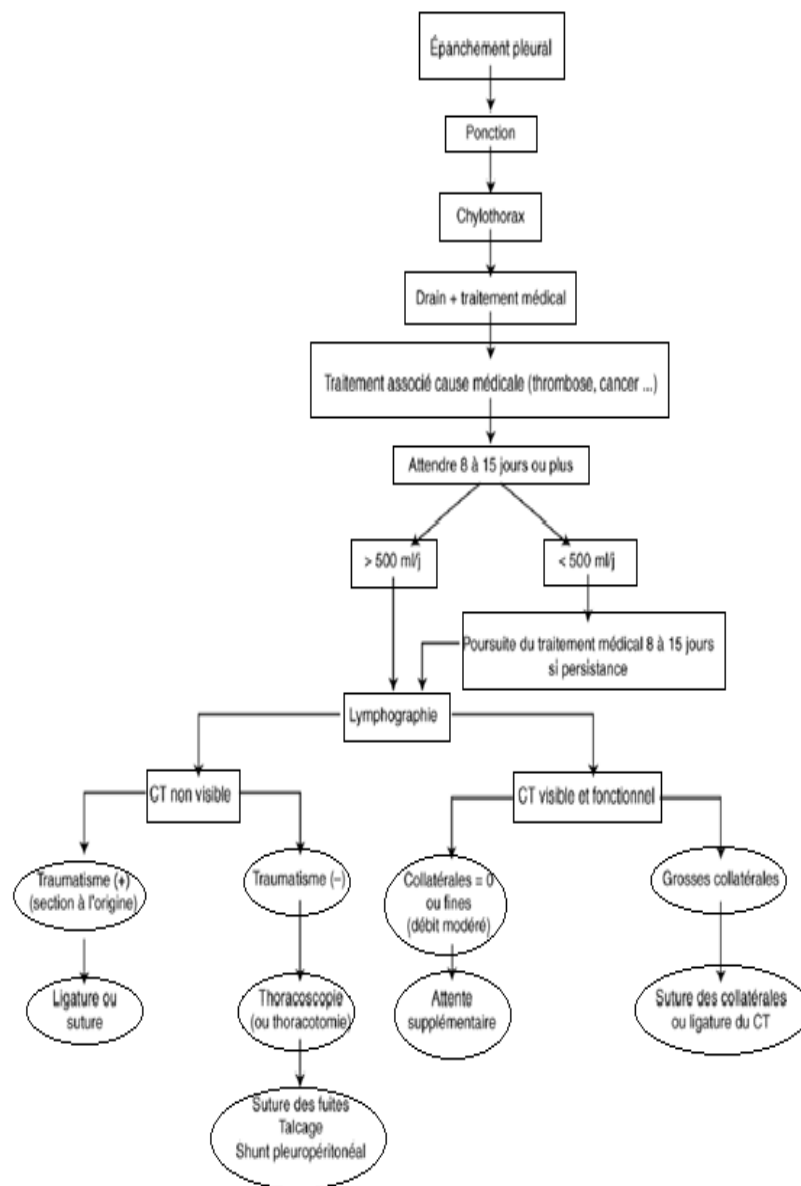 Épanchement pleural
Ponction
Chylothorax
Drain + traitement médical
Traitement associé cause médicale (thrombose, cancer ...)
Attendre 8 à 15 jours ou plus
> 500 ml/j
< 500 ml/j
Poursuite du traitement médical 8 à 15 jours
si persistance
Lymphographie
CT non visible
CT visible et fonctionnel
Traumatisme (+)
(section à l'origine)
Traumatisme (–)
Collatérales = 0
ou fines
(débit modéré)
Grosses collatérales
Ligature ou
suture
Thoracoscopie
(ou thoracotomie)
Attente
supplémentaire
Suture des collatérales
ou ligature du CT
Suture des fuites
Talcage
Shunt pleuropéritonéal